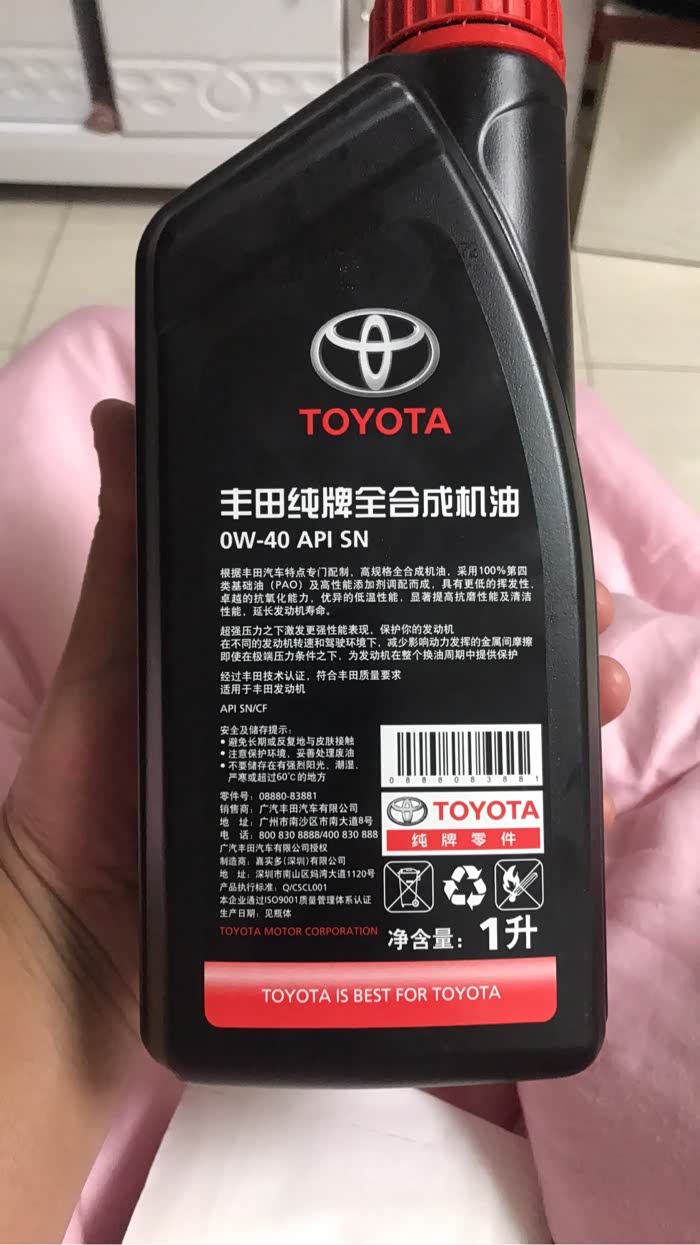 TOYOTA
丰田纯牌全合成机油
0W-40 API SN
根据丰田汽车特点专门配制，高规格全合成机油，采用100%第四
类基础油（PAO）及高性能添加剂调配而成，具有更低的挥发性，
卓越的抗氧化能力，优异的低温性能，显著提高抗磨性能及清洁
性能，延长发动机寿命。
超强压力之下激发更强性能表现，保护你的发动机
在不同的发动机转速和驾驶环境下，减少影响动力发挥的金属间摩擦
即使在极端压力条件之下，为发动机在整个换油周期中提供保护
经过丰田技术认证，符合丰田质量要求
适用于丰田发动机
API SN/CF
安全及储存提示：
• 避免长期或反复地与皮肤接触
• 注意保护环境，妥善处理废油
• 不要储存在有强烈阳光、潮湿、
严寒或超过60℃的地方
零件号：08880-83881
销售商：广汽丰田汽车有限公司
地 址：广州市南沙区市南大道8号
电 话：800 830 8888/400 830 888
广汽丰田汽车有限公司授权
制造商：嘉实多(深圳)有限公司
地 址：深圳市南山区妈湾大道1120号
产品执行标准：Q/CSCL001
本企业通过ISO9001质量管理体系认证
生产日期：见瓶体
TOYOTA MOTOR CORPORATION
0888083881
TOYOTA
纯牌零件
净含量：1升
TOYOTA IS BEST FOR TOYOTA